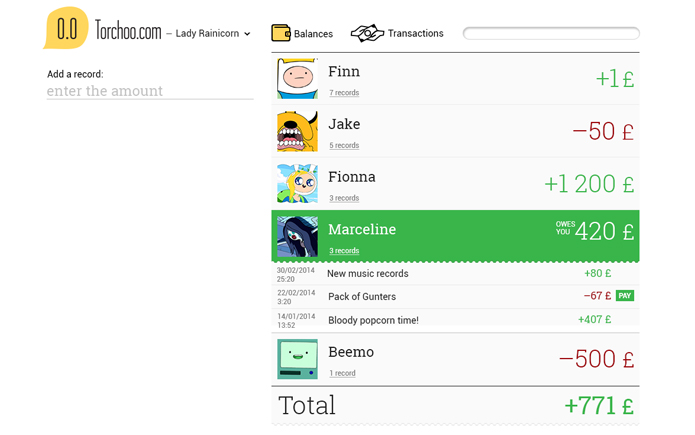 0.0 Torchoo.com – Lady Rainicorn
Balances Transactions
Add a record:
enter the amount
Finn
7 records
+1 £
Jake
5 records
–50 £
Fionna
3 records
+1 200 £
Marceline
3 records
OWES
YOU
420 £
30/02/2014
25:20
New music records
+80 £
22/02/2014
3:20
Pack of Gunters
–67 £ PAY
14/01/2014
13:52
Bloody popcorn time!
+407 £
Beemo
1 record
–500 £
Total +771 £